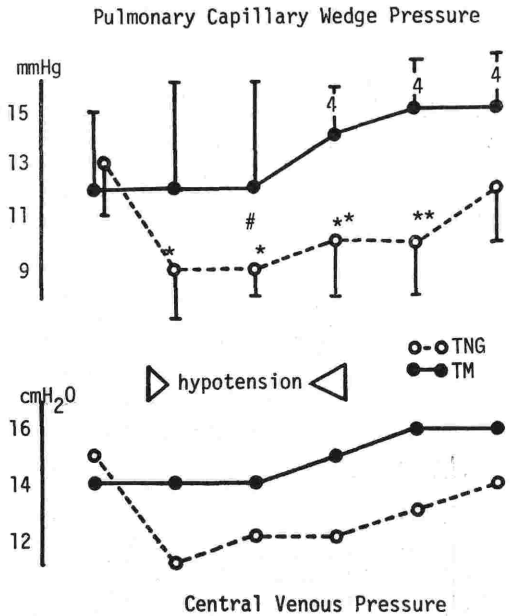 Pulmonary Capillary Wedge Pressure
mmHg
15
13
11
9
4
4
4
#
*
*
**
**
TNG
TM
hypotension
cmH2O
16
14
12
Central Venous Pressure